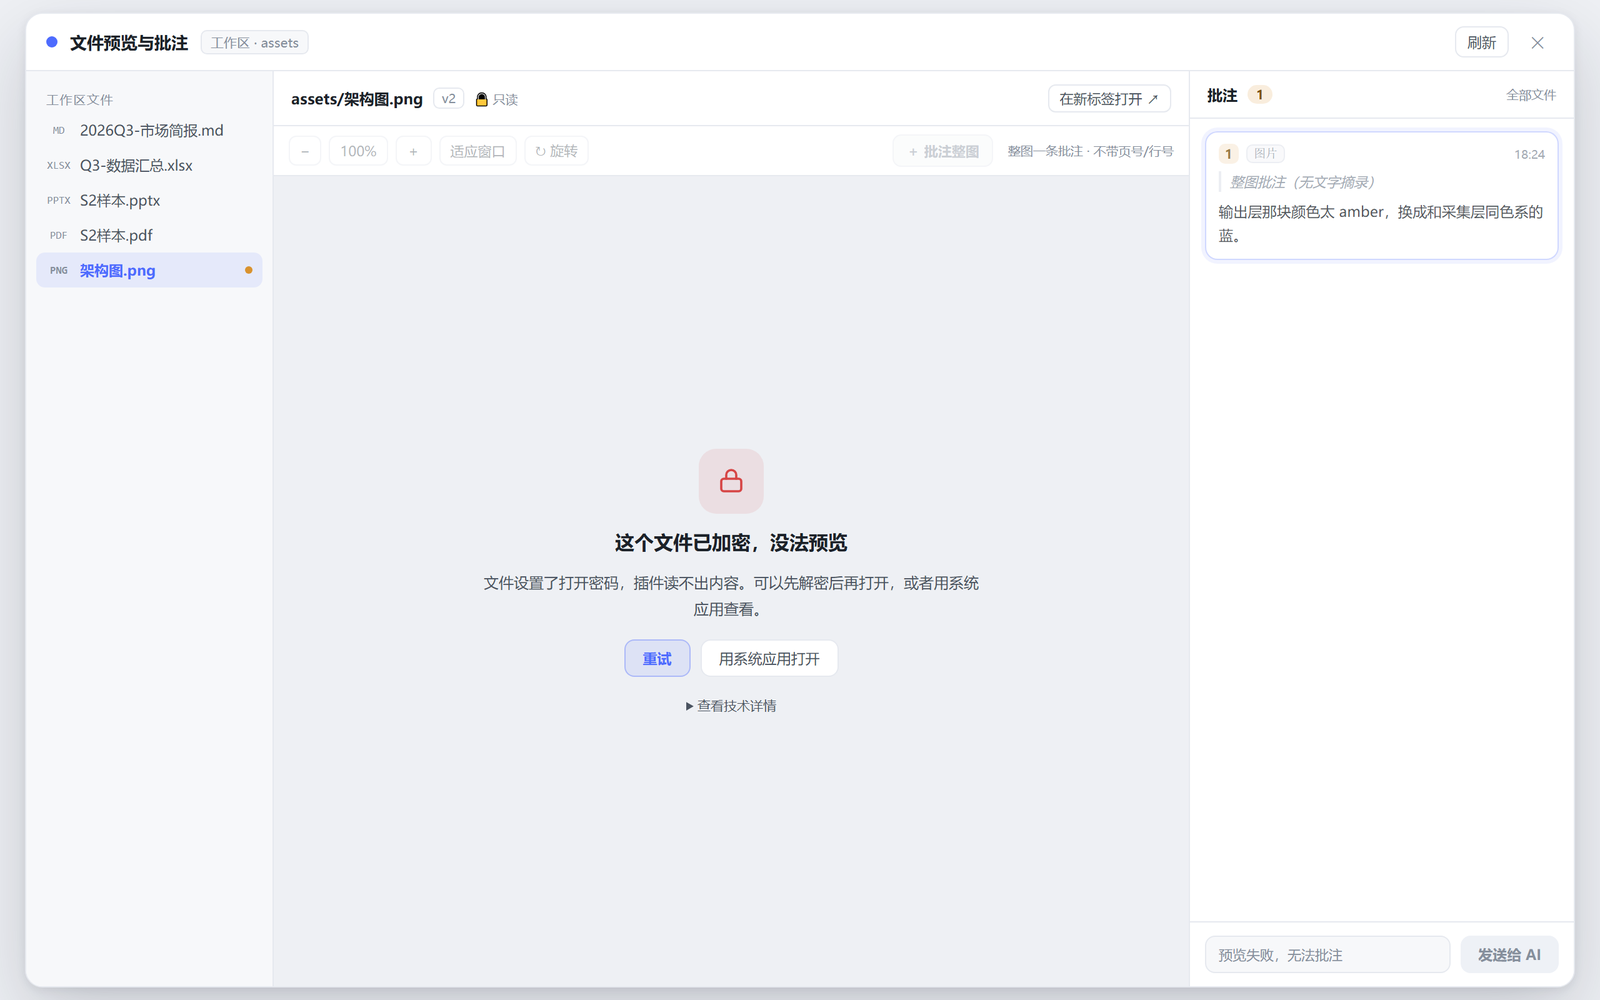 文件预览与批注
工作区 · assets
刷新
工作区文件
MD 2026Q3-市场简报.md
XLSX Q3-数据汇总.xlsx
PPTX S2样本.pptx
PDF S2样本.pdf
PNG 架构图.png
assets/架构图.png v2 只读
在新标签打开 ↗
− 100% + 适应窗口 ↻ 旋转
+ 批注整图
整图一条批注 · 不带页号/行号
这个文件已加密，没法预览
文件设置了打开密码，插件读不出内容。可以先解密后再打开，或者用系统
应用查看。
重试 用系统应用打开
▶ 查看技术详情
批注 1
全部文件
1 图片 18:24
整图批注（无文字摘录）
输出层那块颜色太 amber，换成和采集层同色系的
蓝。
预览失败，无法批注
发送给 AI